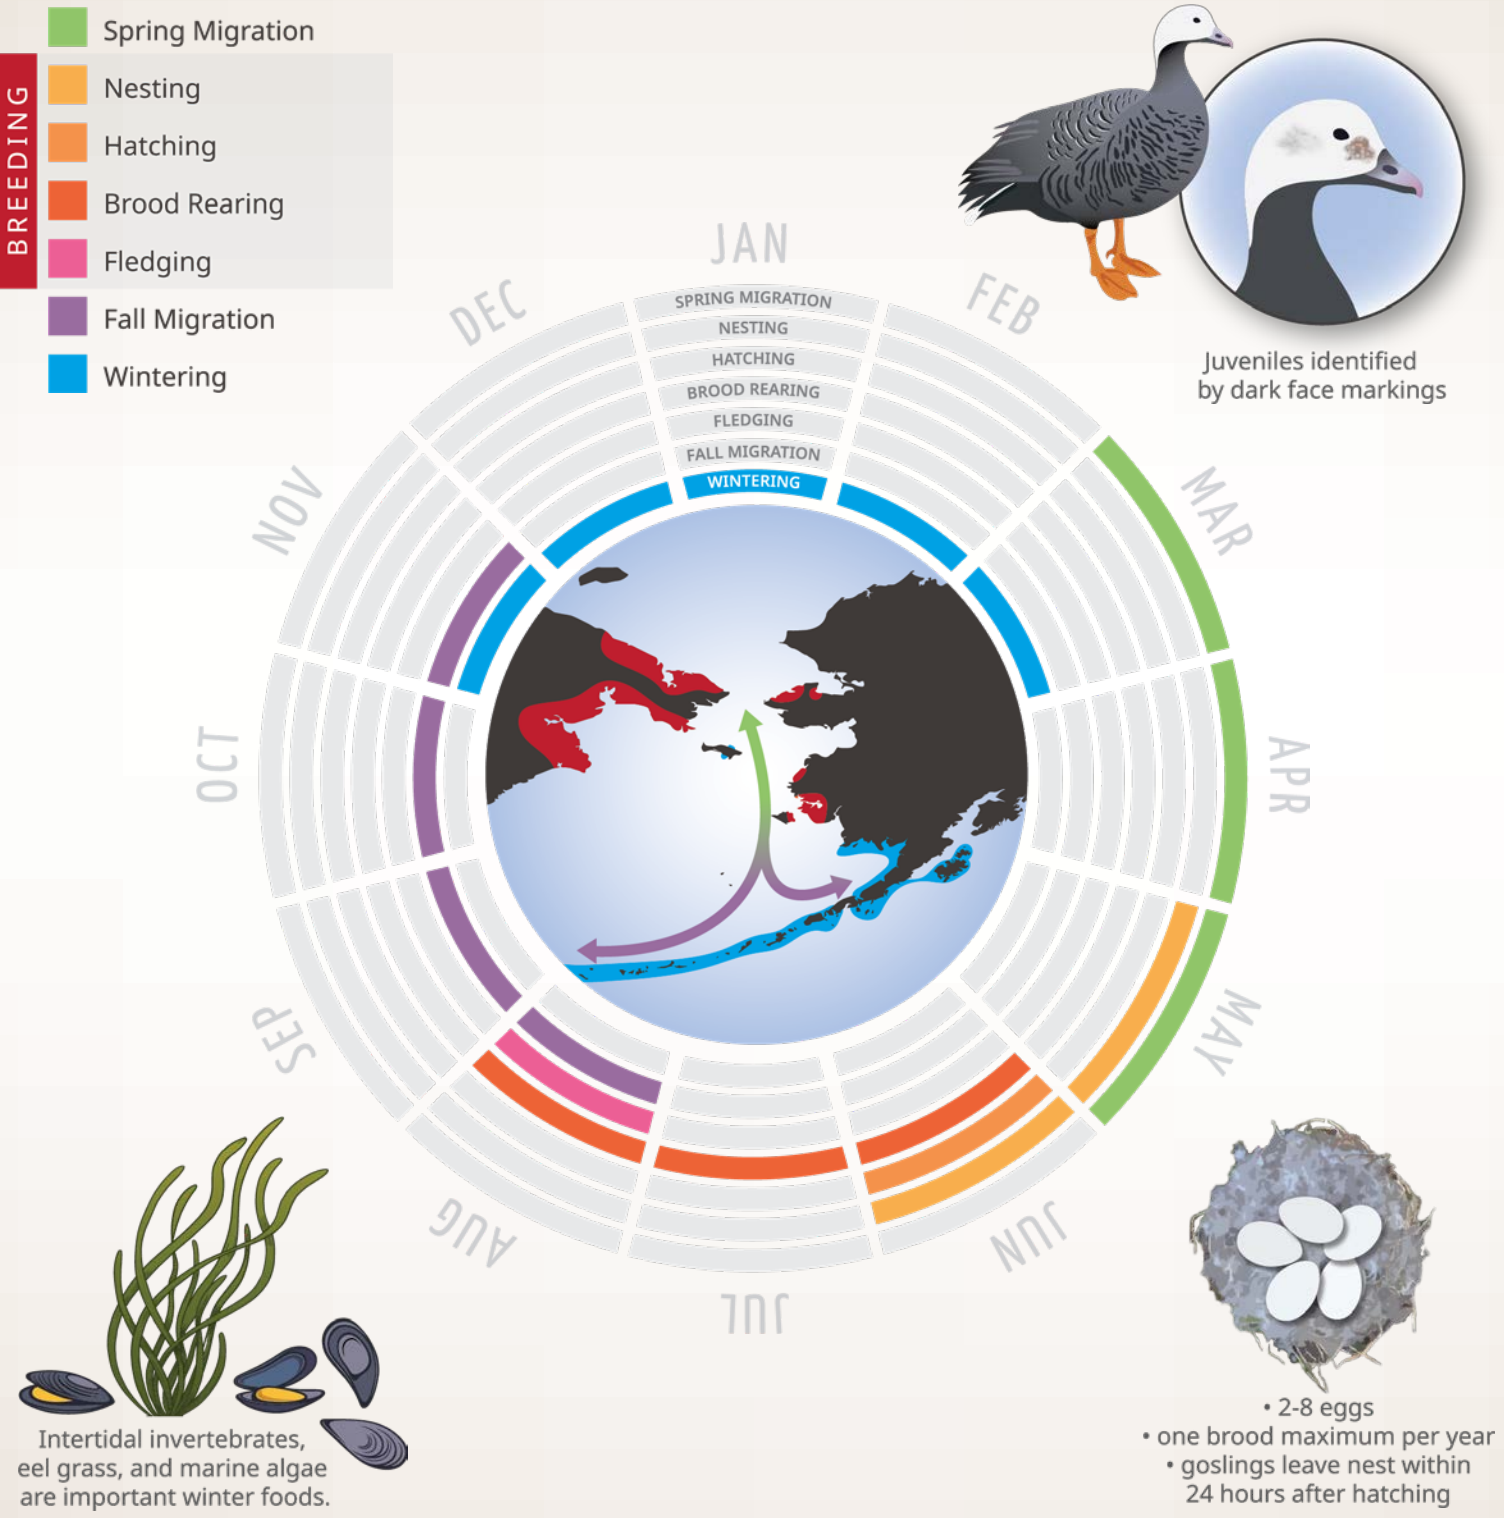 Spring Migration
BREEDING
Nesting
Hatching
Brood Rearing
Fledging
Fall Migration
Wintering
Juveniles identified
by dark face markings
JAN
FEB
MAR
APR
MAY
JUN
JUL
AUG
SEP
OCT
NOV
DEC
SPRING MIGRATION
NESTING
HATCHING
BROOD REARING
FLEDGING
FALL MIGRATION
WINTERING
Intertidal invertebrates,
eel grass, and marine algae
are important winter foods.
• 2-8 eggs
• one brood maximum per year
• goslings leave nest within
24 hours after hatching